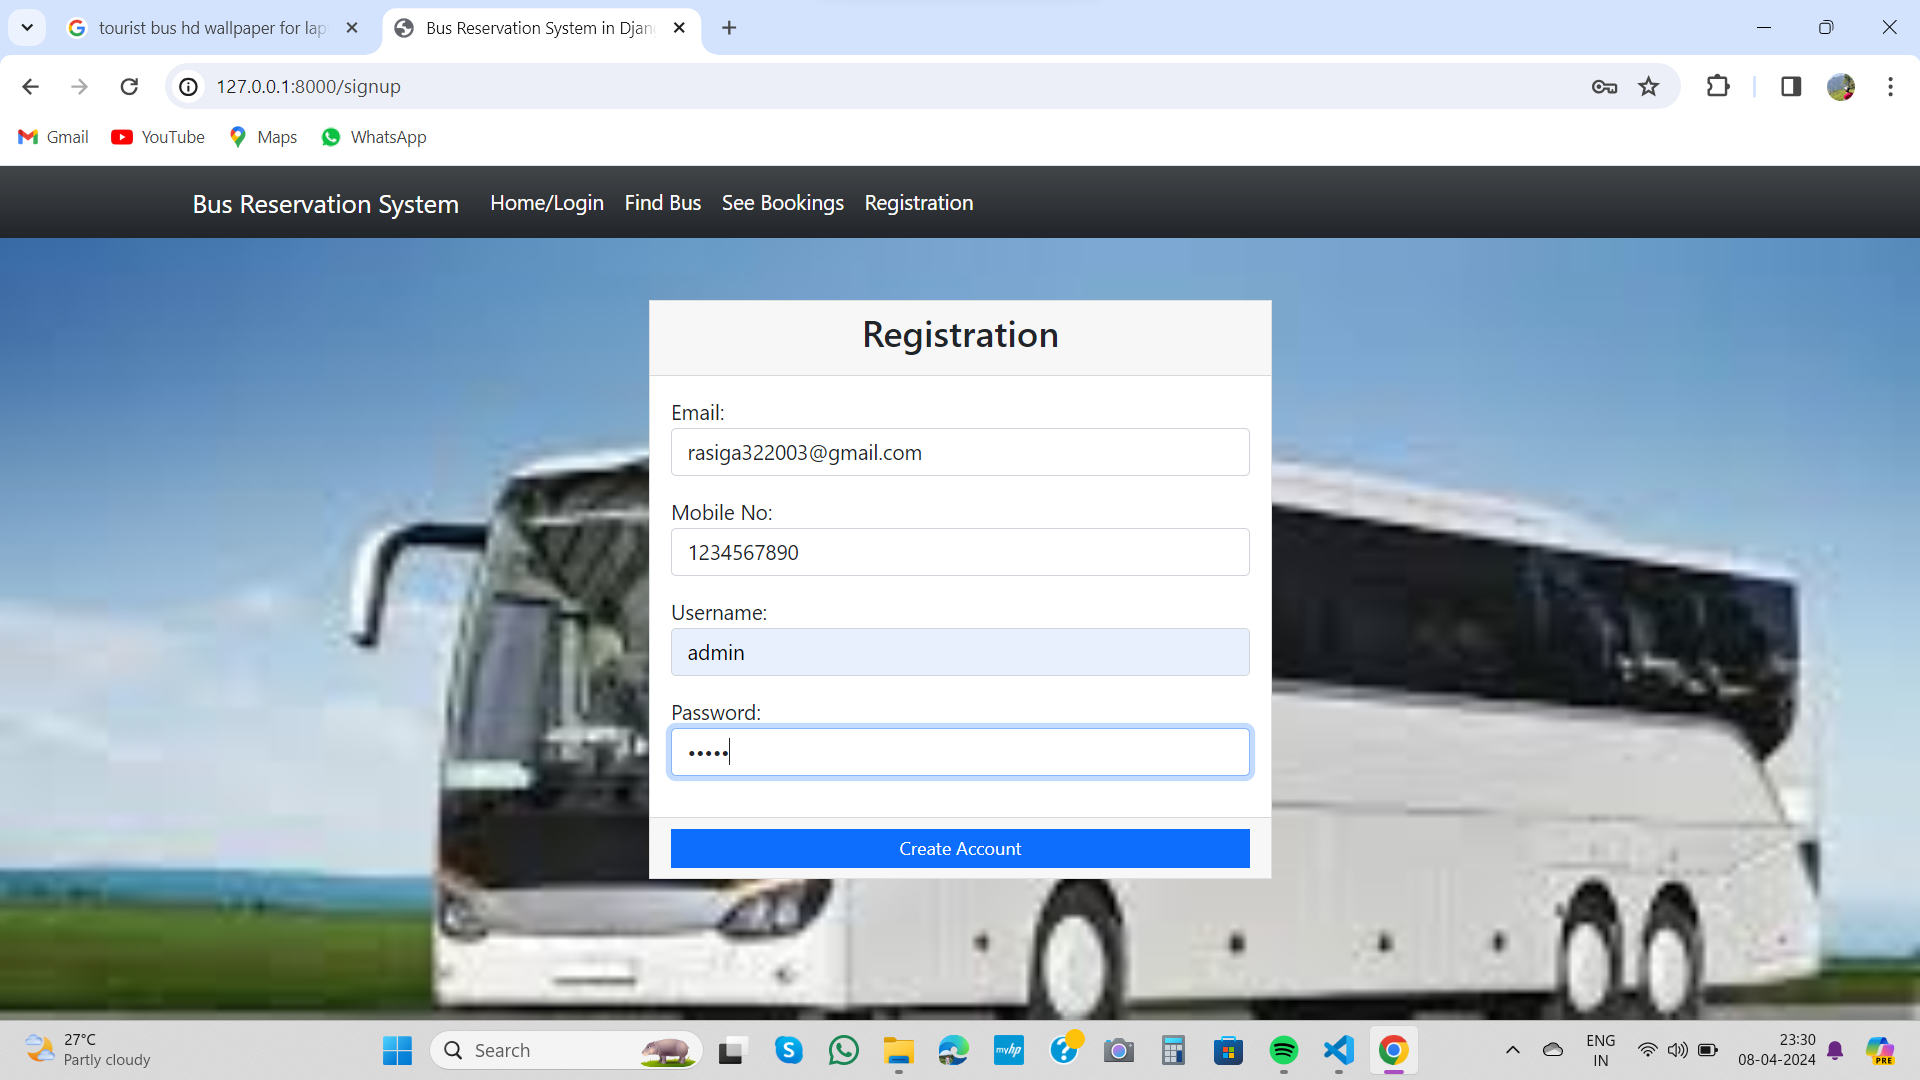 tourist bus hd wallpaper for lap
Bus Reservation System in Djan
127.0.0.1:8000/signup
Gmail
YouTube
Maps
WhatsApp
Bus Reservation System
Home/Login
Find Bus
See Bookings
Registration
Registration
Email:
rasiga322003@gmail.com
Mobile No:
1234567890
Username:
admin
Password:
•••••
Create Account
27°C
Partly cloudy
Search
myhp
ENG
IN
23:30
08-04-2024
PRE